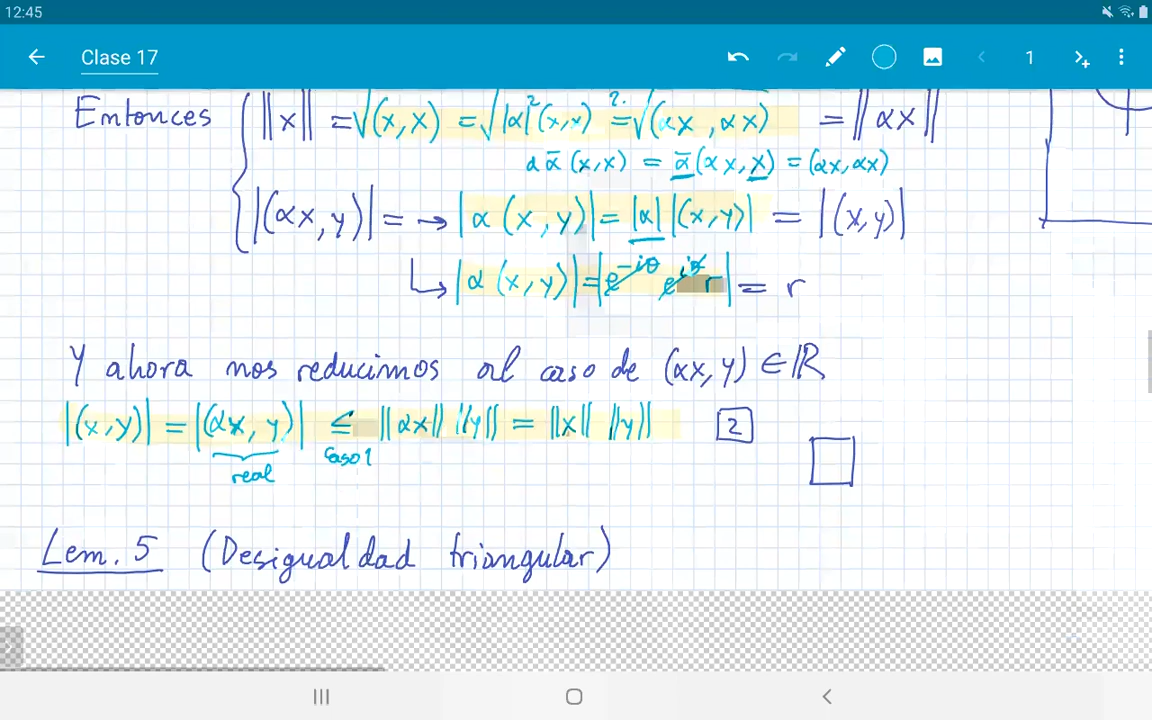 12:45
Clase 17
1
Entonces { ||x|| = √(x,x) = √|α|²(x,x) =? √(αx, αx) = ||αx||
αᾱ(x,x) = ᾱ(αx,x) = (αx,αx)
|(αx,y)| = → |α(x,y)| = |α| |(x,y)| = |(x,y)|
↳ |α(x,y)| = |e^{-iθ} e^{iθ} r| = r
Y ahora nos reducimos al caso de (αx, y) ∈ ℝ
|(x,y)| = |(αx, y)| ≤ ||αx|| ||y|| = ||x|| ||y|| 2
real
caso 1
Lem. 5 (Desigualdad triangular)